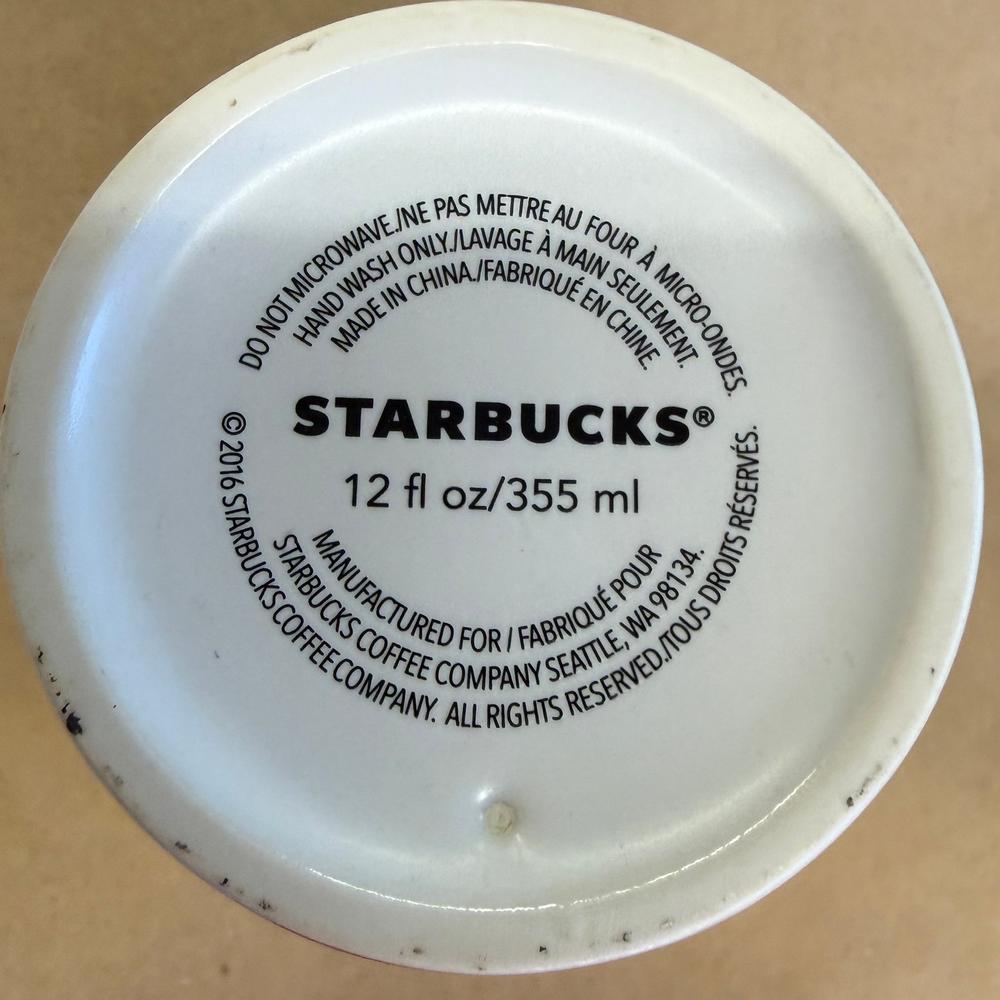 DO NOT MICROWAVE./NE PAS METTRE AU FOUR À MICRO-ONDES.
HAND WASH ONLY./LAVAGE À MAIN SEULEMENT.
MADE IN CHINA./FABRIQUÉ EN CHINE.
STARBUCKS®
12 fl oz/355 ml
MANUFACTURED FOR / FABRIQUÉ POUR
STARBUCKS COFFEE COMPANY SEATTLE, WA 98134.
© 2016 STARBUCKS COFFEE COMPANY. ALL RIGHTS RESERVED./TOUS DROITS RÉSERVÉS.